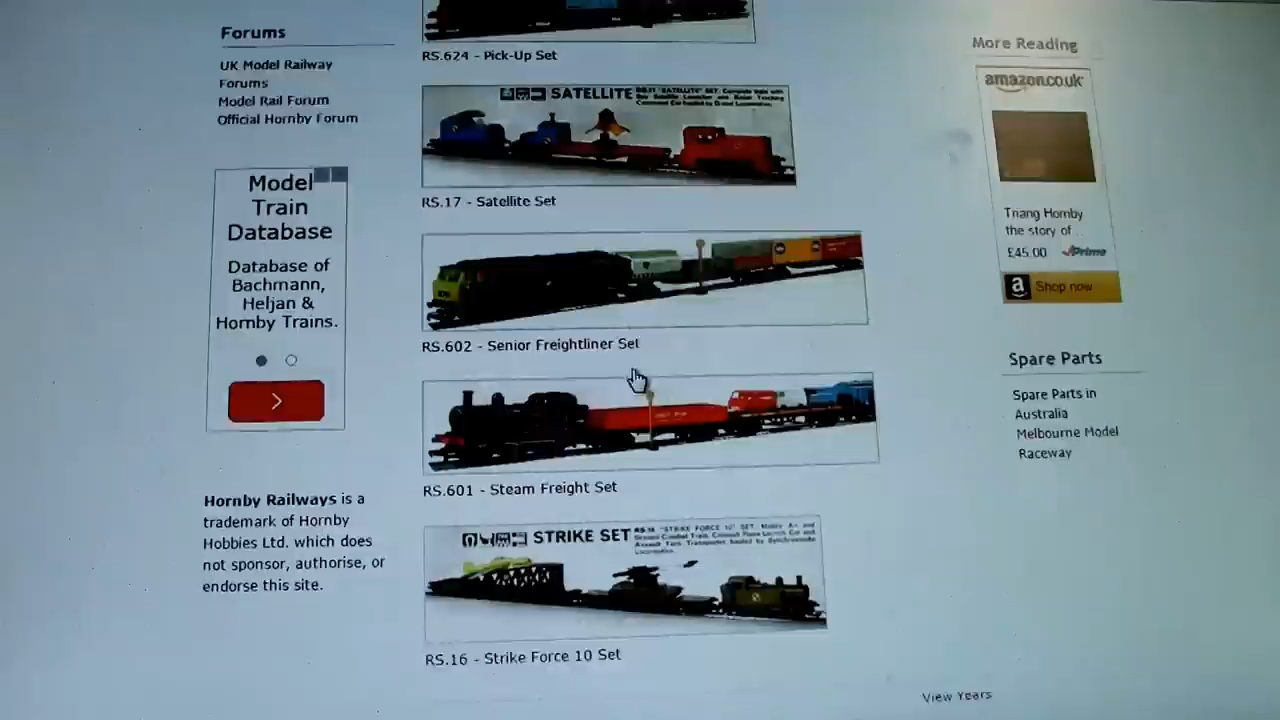 Forums
UK Model Railway
Forums
Model Rail Forum
Official Hornby Forum
Model
Train
Database
Database of
Bachmann,
Heljan &
Hornby Trains.
Hornby Railways is a
trademark of Hornby
Hobbies Ltd. which does
not sponsor, authorise, or
endorse this site.
RS.624 - Pick-Up Set
SATELLITE
RS.17 - Satellite Set
RS.602 - Senior Freightliner Set
RS.601 - Steam Freight Set
STRIKE SET
RS.16 - Strike Force 10 Set
More Reading
amazon.co.uk
Triang Hornby
the story of...
£45.00 Prime
a Shop now
Spare Parts
Spare Parts in
Australia
Melbourne Model
Raceway
View Years